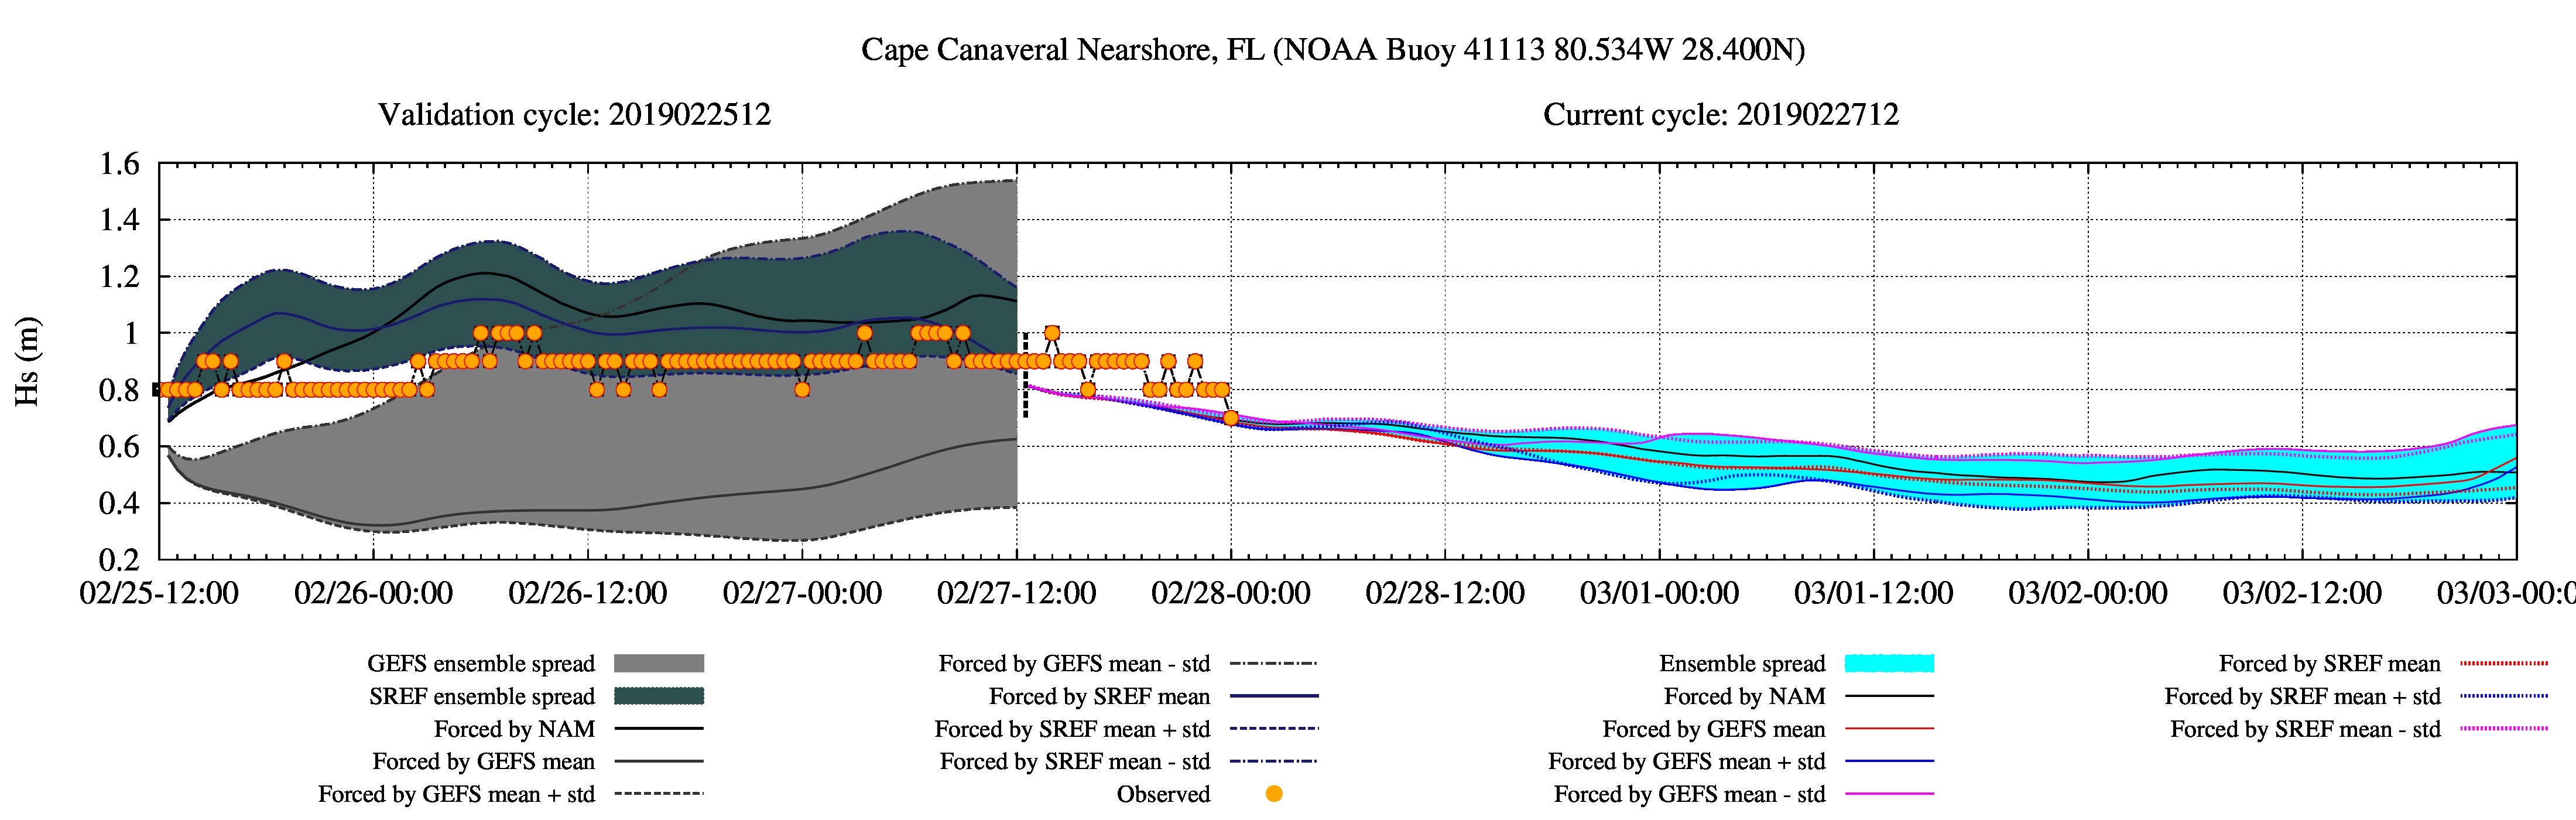 Cape Canaveral Nearshore, FL (NOAA Buoy 41113 80.534W 28.400N)
Validation cycle: 2019022512
Current cycle: 2019022712
Hs (m)
1.6
1.4
1.2
1
0.8
0.6
0.4
0.2
02/25-12:00 02/26-00:00 02/26-12:00 02/27-00:00 02/27-12:00 02/28-00:00 02/28-12:00 03/01-00:00 03/01-12:00 03/02-00:00 03/02-12:00 03/03-00:0
GEFS ensemble spread
SREF ensemble spread
Forced by NAM
Forced by GEFS mean
Forced by GEFS mean + std
Forced by GEFS mean - std
Forced by SREF mean
Forced by SREF mean + std
Forced by SREF mean - std
Observed
Ensemble spread
Forced by NAM
Forced by GEFS mean
Forced by GEFS mean + std
Forced by GEFS mean - std
Forced by SREF mean
Forced by SREF mean + std
Forced by SREF mean - std